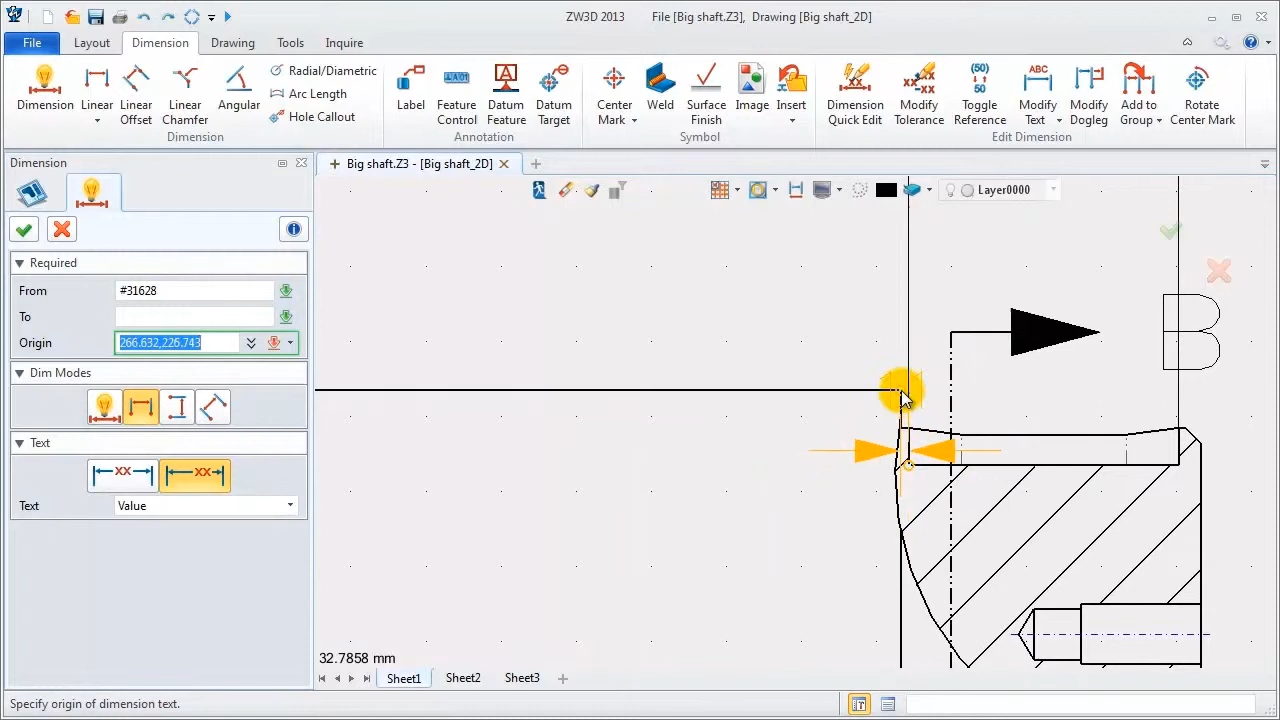 ZW3D 2013 File [Big shaft.Z3], Drawing [Big shaft_2D]
File Layout Dimension Drawing Tools Inquire
Dimension
Linear
Linear Offset
Linear Chamfer
Angular
Radial/Diametric
Arc Length
Hole Callout
Dimension
Label
Feature Control
Datum Feature
Datum Target
Annotation
Center Mark
Weld
Surface Finish
Image
Insert
Symbol
Dimension Quick Edit
Modify Tolerance
(50)
(50)
Toggle Reference
ABC
Modify Text
Modify Dogleg
Add to Group
Rotate Center Mark
Edit Dimension
Dimension
Big shaft.Z3 - [Big shaft_2D]
Layer0000
Required
From #31628
To
Origin 266.632,226.743
Dim Modes
Text
XX
XX
Text Value
B
32.7858 mm
Sheet1 Sheet2 Sheet3
Specify origin of dimension text.